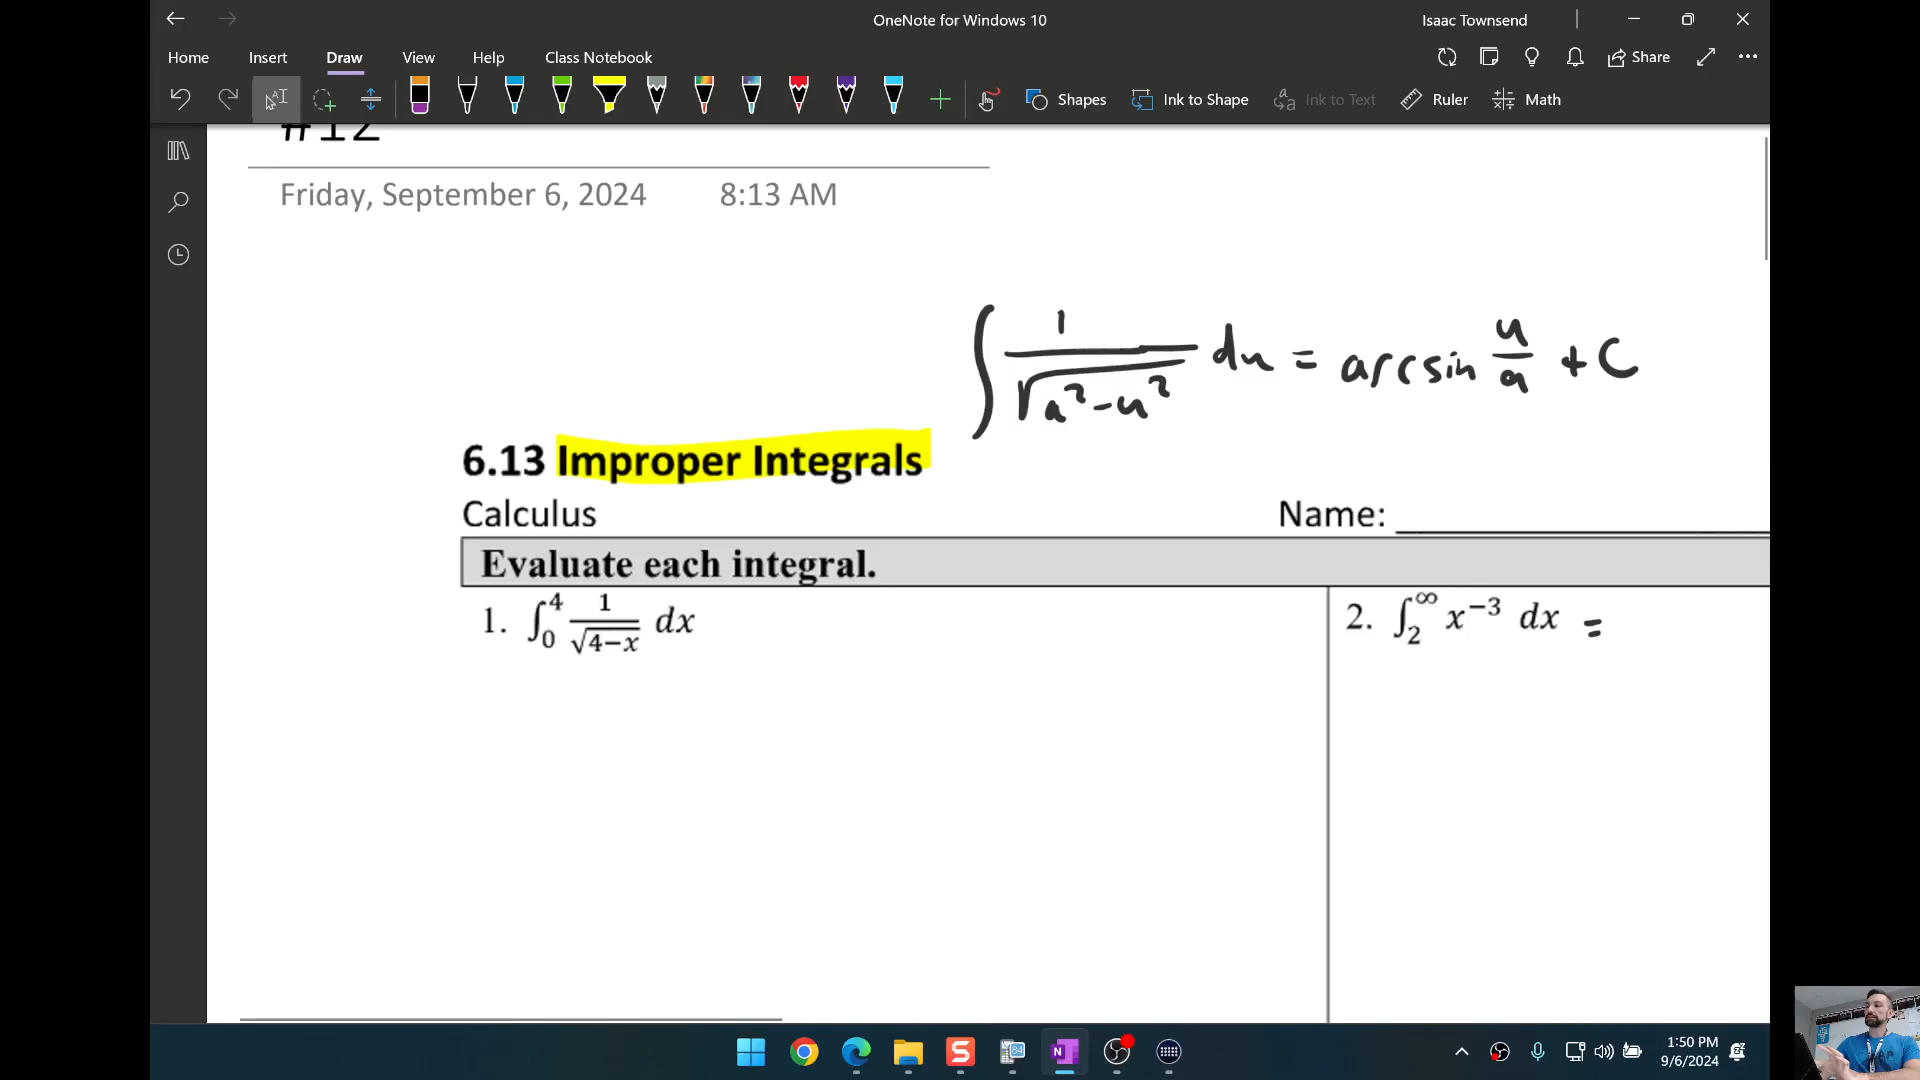 OneNote for Windows 10
Isaac Townsend
Home Insert Draw View Help Class Notebook
Share
Shapes Ink to Shape Ink to Text Ruler Math
#12
Friday, September 6, 2024 8:13 AM
∫ 1/√(a²-u²) du = arcsin u/a + C
6.13 Improper Integrals
Calculus
Name:
Evaluate each integral.
1. ∫₀⁴ 1/√(4−x) dx
2. ∫₂^∞ x⁻³ dx =
1:50 PM
9/6/2024